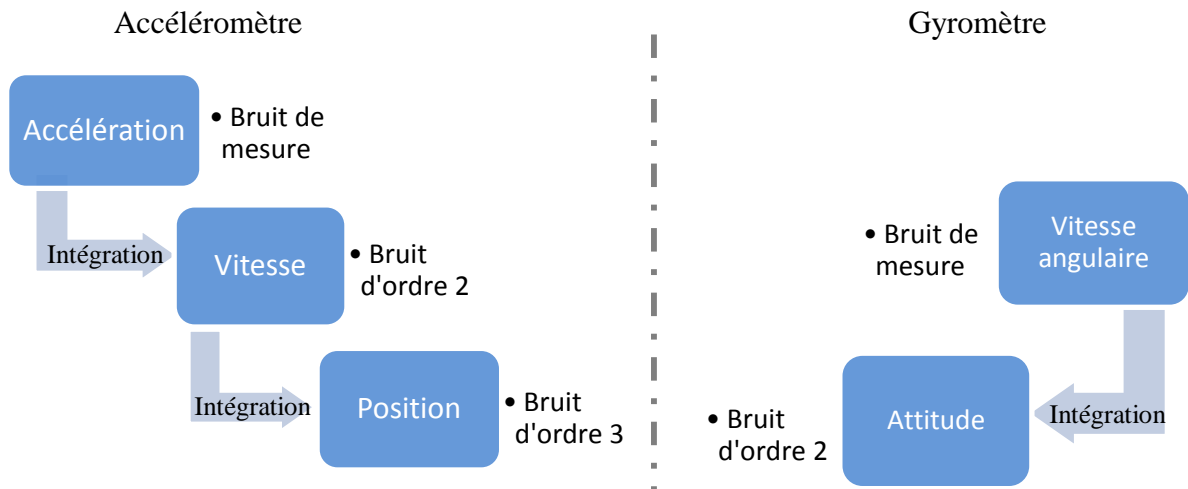 Accéléromètre
Accélération
• Bruit de
mesure
Intégration
Vitesse
• Bruit
d'ordre 2
Intégration
Position
• Bruit
d'ordre 3
Gyromètre
• Bruit de
mesure
Vitesse
angulaire
Intégration
Attitude
• Bruit
d'ordre 2